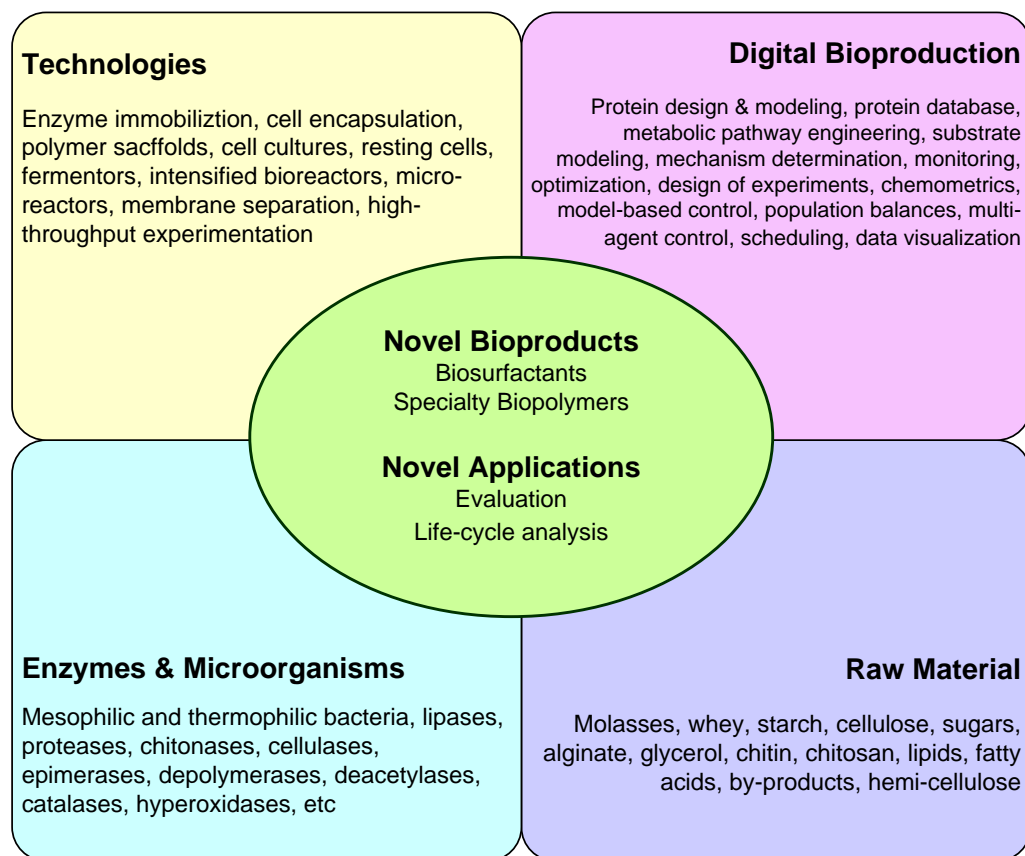 Technologies
Enzyme immobiliztion, cell encapsulation,
polymer sacffolds, cell cultures, resting cells,
fermentors, intensified bioreactors, micro-
reactors, membrane separation, high-
throughput experimentation
Digital Bioproduction
Protein design & modeling, protein database,
metabolic pathway engineering, substrate
modeling, mechanism determination, monitoring,
optimization, design of experiments, chemometrics,
model-based control, population balances, multi-
agent control, scheduling, data visualization
Novel Bioproducts
Biosurfactants
Specialty Biopolymers
Novel Applications
Evaluation
Life-cycle analysis
Enzymes & Microorganisms
Mesophilic and thermophilic bacteria, lipases,
proteases, chitonases, cellulases,
epimerases, depolymerases, deacetylases,
catalases, hyperoxidases, etc
Raw Material
Molasses, whey, starch, cellulose, sugars,
alginate, glycerol, chitin, chitosan, lipids, fatty
acids, by-products, hemi-cellulose